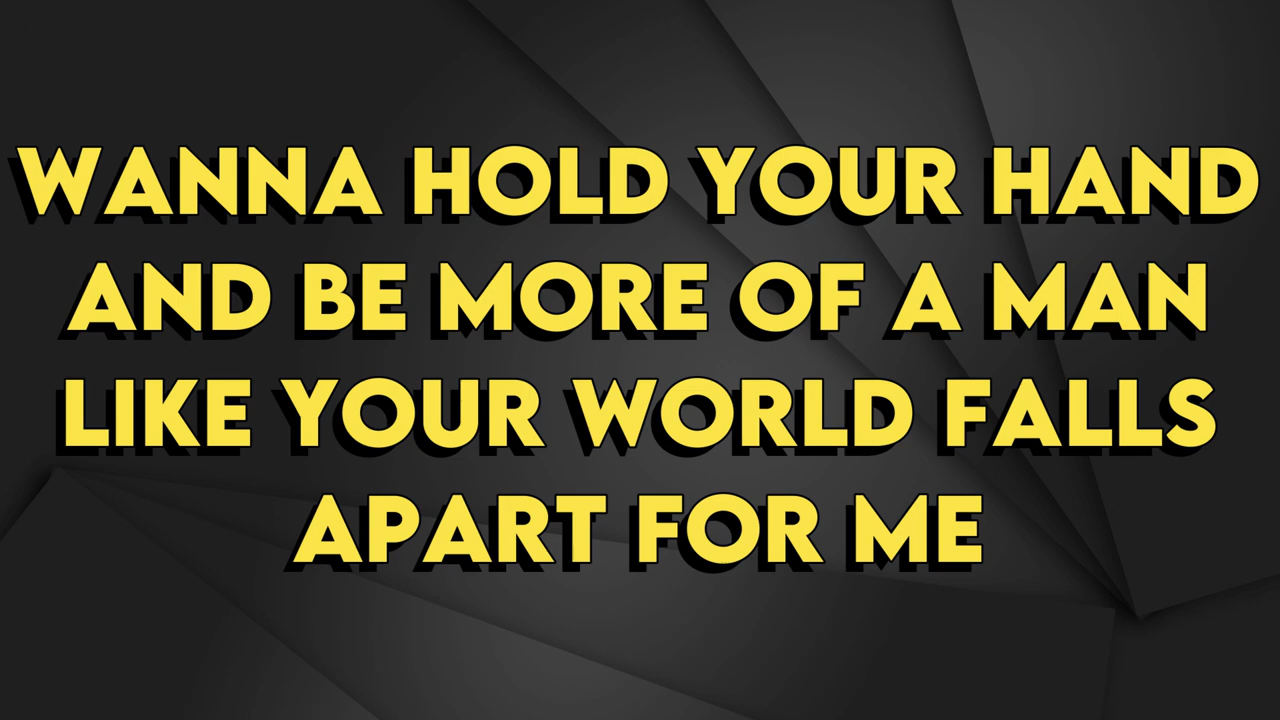 WANNA HOLD YOUR HAND
AND BE MORE OF A MAN
LIKE YOUR WORLD FALLS
APART FOR ME